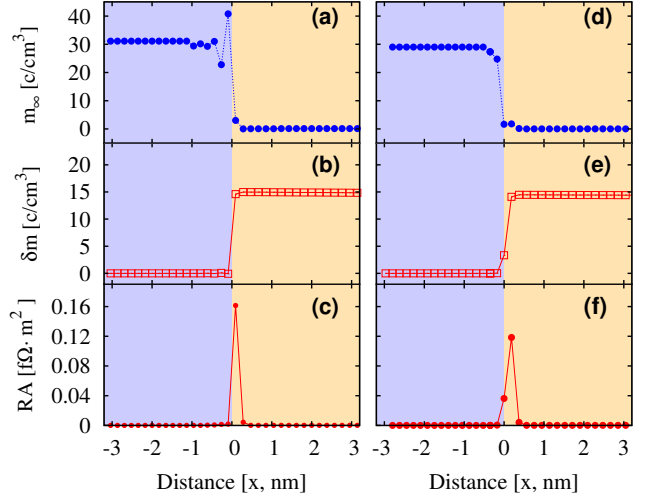 (a)
(d)
m∞ [c/cm³]
40
30
20
10
0
(b)
(e)
δm [c/cm³]
20
15
10
5
0
(c)
(f)
RA [fΩ· m²]
0.16
0.12
0.08
0.04
0
-3 -2 -1 0 1 2 3
-3 -2 -1 0 1 2 3
Distance [x, nm]
Distance [x, nm]